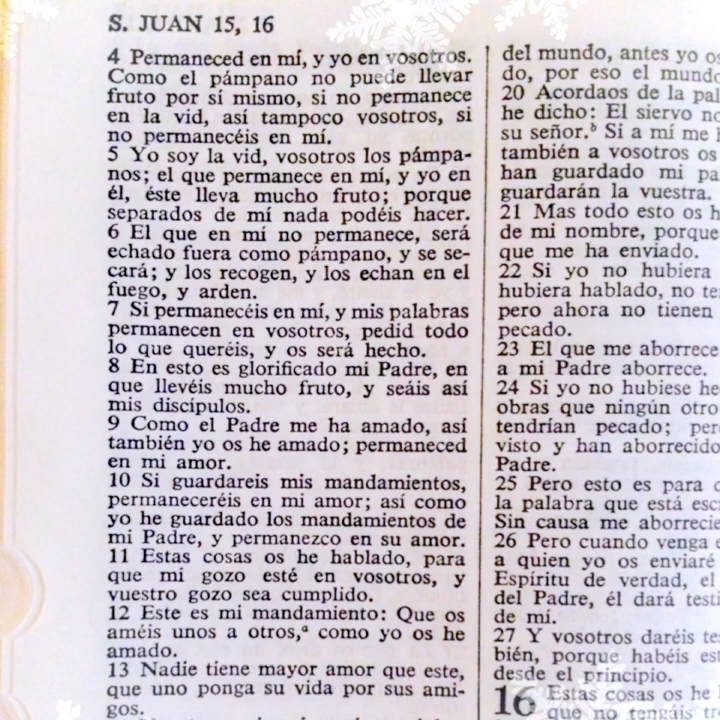 S. JUAN 15, 16
4 Permaneced en mí, y yo en vosotros.
Como el pámpano no puede llevar
fruto por sí mismo, si no permanece
en la vid, así tampoco vosotros, si
no permanecéis en mí.
5 Yo soy la vid, vosotros los pámpa-
nos; el que permanece en mí, y yo en
él, éste lleva mucho fruto; porque
separados de mí nada podéis hacer.
6 El que en mí no permanece, será
echado fuera como pámpano, y se se-
cará; y los recogen, y los echan en el
fuego, y arden.
7 Si permanecéis en mí, y mis palabras
permanecen en vosotros, pedid todo
lo que queréis, y os será hecho.
8 En esto es glorificado mi Padre, en
que llevéis mucho fruto, y seáis así
mis discípulos.
9 Como el Padre me ha amado, así
también yo os he amado; permaneced
en mi amor.
10 Si guardareis mis mandamientos,
permaneceréis en mi amor; así como
yo he guardado los mandamientos de
mi Padre, y permanezco en su amor.
11 Estas cosas os he hablado, para
que mi gozo esté en vosotros, y
vuestro gozo sea cumplido.
12 Este es mi mandamiento: Que os
améis unos a otros,ª como yo os he
amado.
13 Nadie tiene mayor amor que este,
que uno ponga su vida por sus ami-
gos.
del mundo, antes yo os
do, por eso el mundo
20 Acordaos de la pal
he dicho: El siervo no
su señor.ᵇ Si a mí me
también a vosotros os
han guardado mi pa
guardarán la vuestra.
21 Mas todo esto os h
de mi nombre, porque
que me ha enviado.
22 Si yo no hubiera
hubiera hablado, no te
pero ahora no tienen
pecado.
23 El que me aborrece
a mi Padre aborrece.
24 Si yo no hubiese he
obras que ningún otro
tendrían pecado; per
visto y han aborrecido
Padre.
25 Pero esto es para
la palabra que está esc
Sin causa me aborrecie
26 Pero cuando venga
a quien yo os enviaré
Espíritu de verdad, el
del Padre, él dará testi
de mí.
27 Y vosotros daréis te
bién, porque habéis est
desde el principio.
16 Estas cosas os he
que no tengáis tr